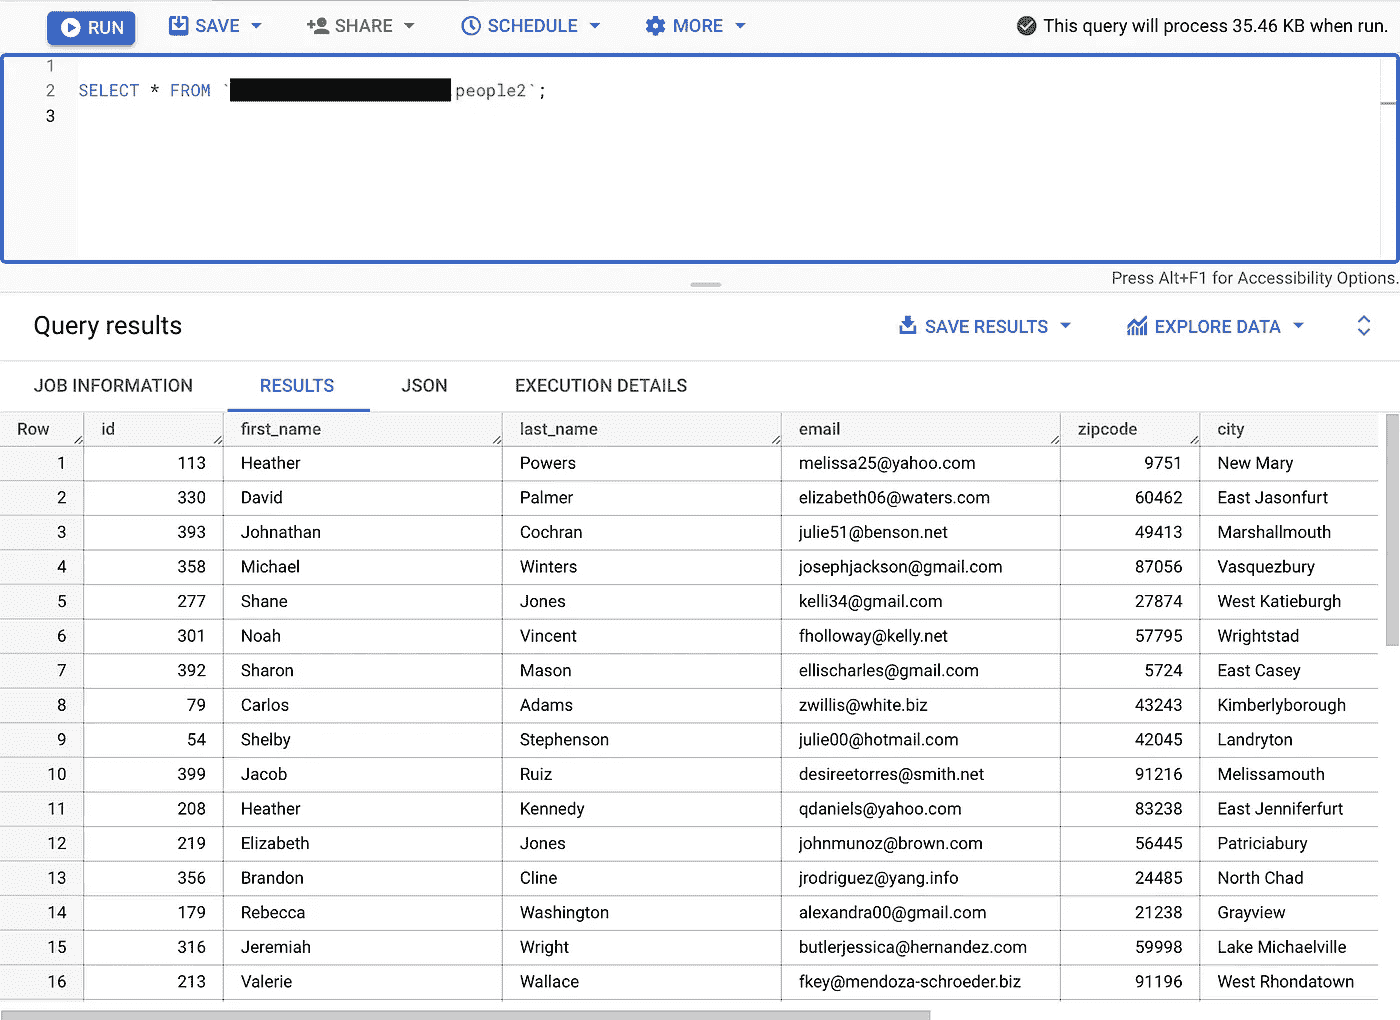 RUN SAVE SHARE SCHEDULE MORE This query will process 35.46 KB when run.
1
2 SELECT * FROM ` people2`;
3
Press Alt+F1 for Accessibility Options.
Query results SAVE RESULTS EXPLORE DATA
JOB INFORMATION RESULTS JSON EXECUTION DETAILS
Row id first_name last_name email zipcode city
1 113 Heather Powers melissa25@yahoo.com 9751 New Mary
2 330 David Palmer elizabeth06@waters.com 60462 East Jasonfurt
3 393 Johnathan Cochran julie51@benson.net 49413 Marshallmouth
4 358 Michael Winters josephjackson@gmail.com 87056 Vasquezbury
5 277 Shane Jones kelli34@gmail.com 27874 West Katieburgh
6 301 Noah Vincent fholloway@kelly.net 57795 Wrightstad
7 392 Sharon Mason ellischarles@gmail.com 5724 East Casey
8 79 Carlos Adams zwillis@white.biz 43243 Kimberlyborough
9 54 Shelby Stephenson julie00@hotmail.com 42045 Landryton
10 399 Jacob Ruiz desireetorres@smith.net 91216 Melissamouth
11 208 Heather Kennedy qdaniels@yahoo.com 83238 East Jenniferfurt
12 219 Elizabeth Jones johnmunoz@brown.com 56445 Patriciabury
13 356 Brandon Cline jrodriguez@yang.info 24485 North Chad
14 179 Rebecca Washington alexandra00@gmail.com 21238 Grayview
15 316 Jeremiah Wright butlerjessica@hernandez.com 59998 Lake Michaelville
16 213 Valerie Wallace fkey@mendoza-schroeder.biz 91196 West Rhondatown